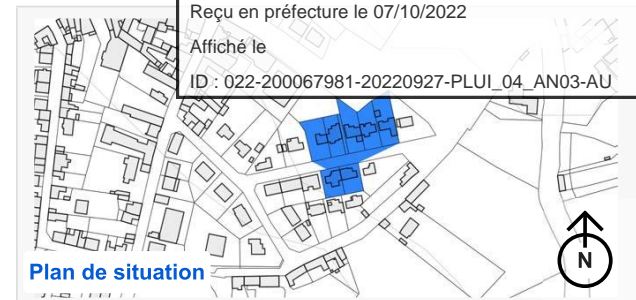 Reçu en préfecture le 07/10/2022
Affiché le
ID : 022-200067981-20220927-PLUI_04_AN03-AU
Plan de situation
N